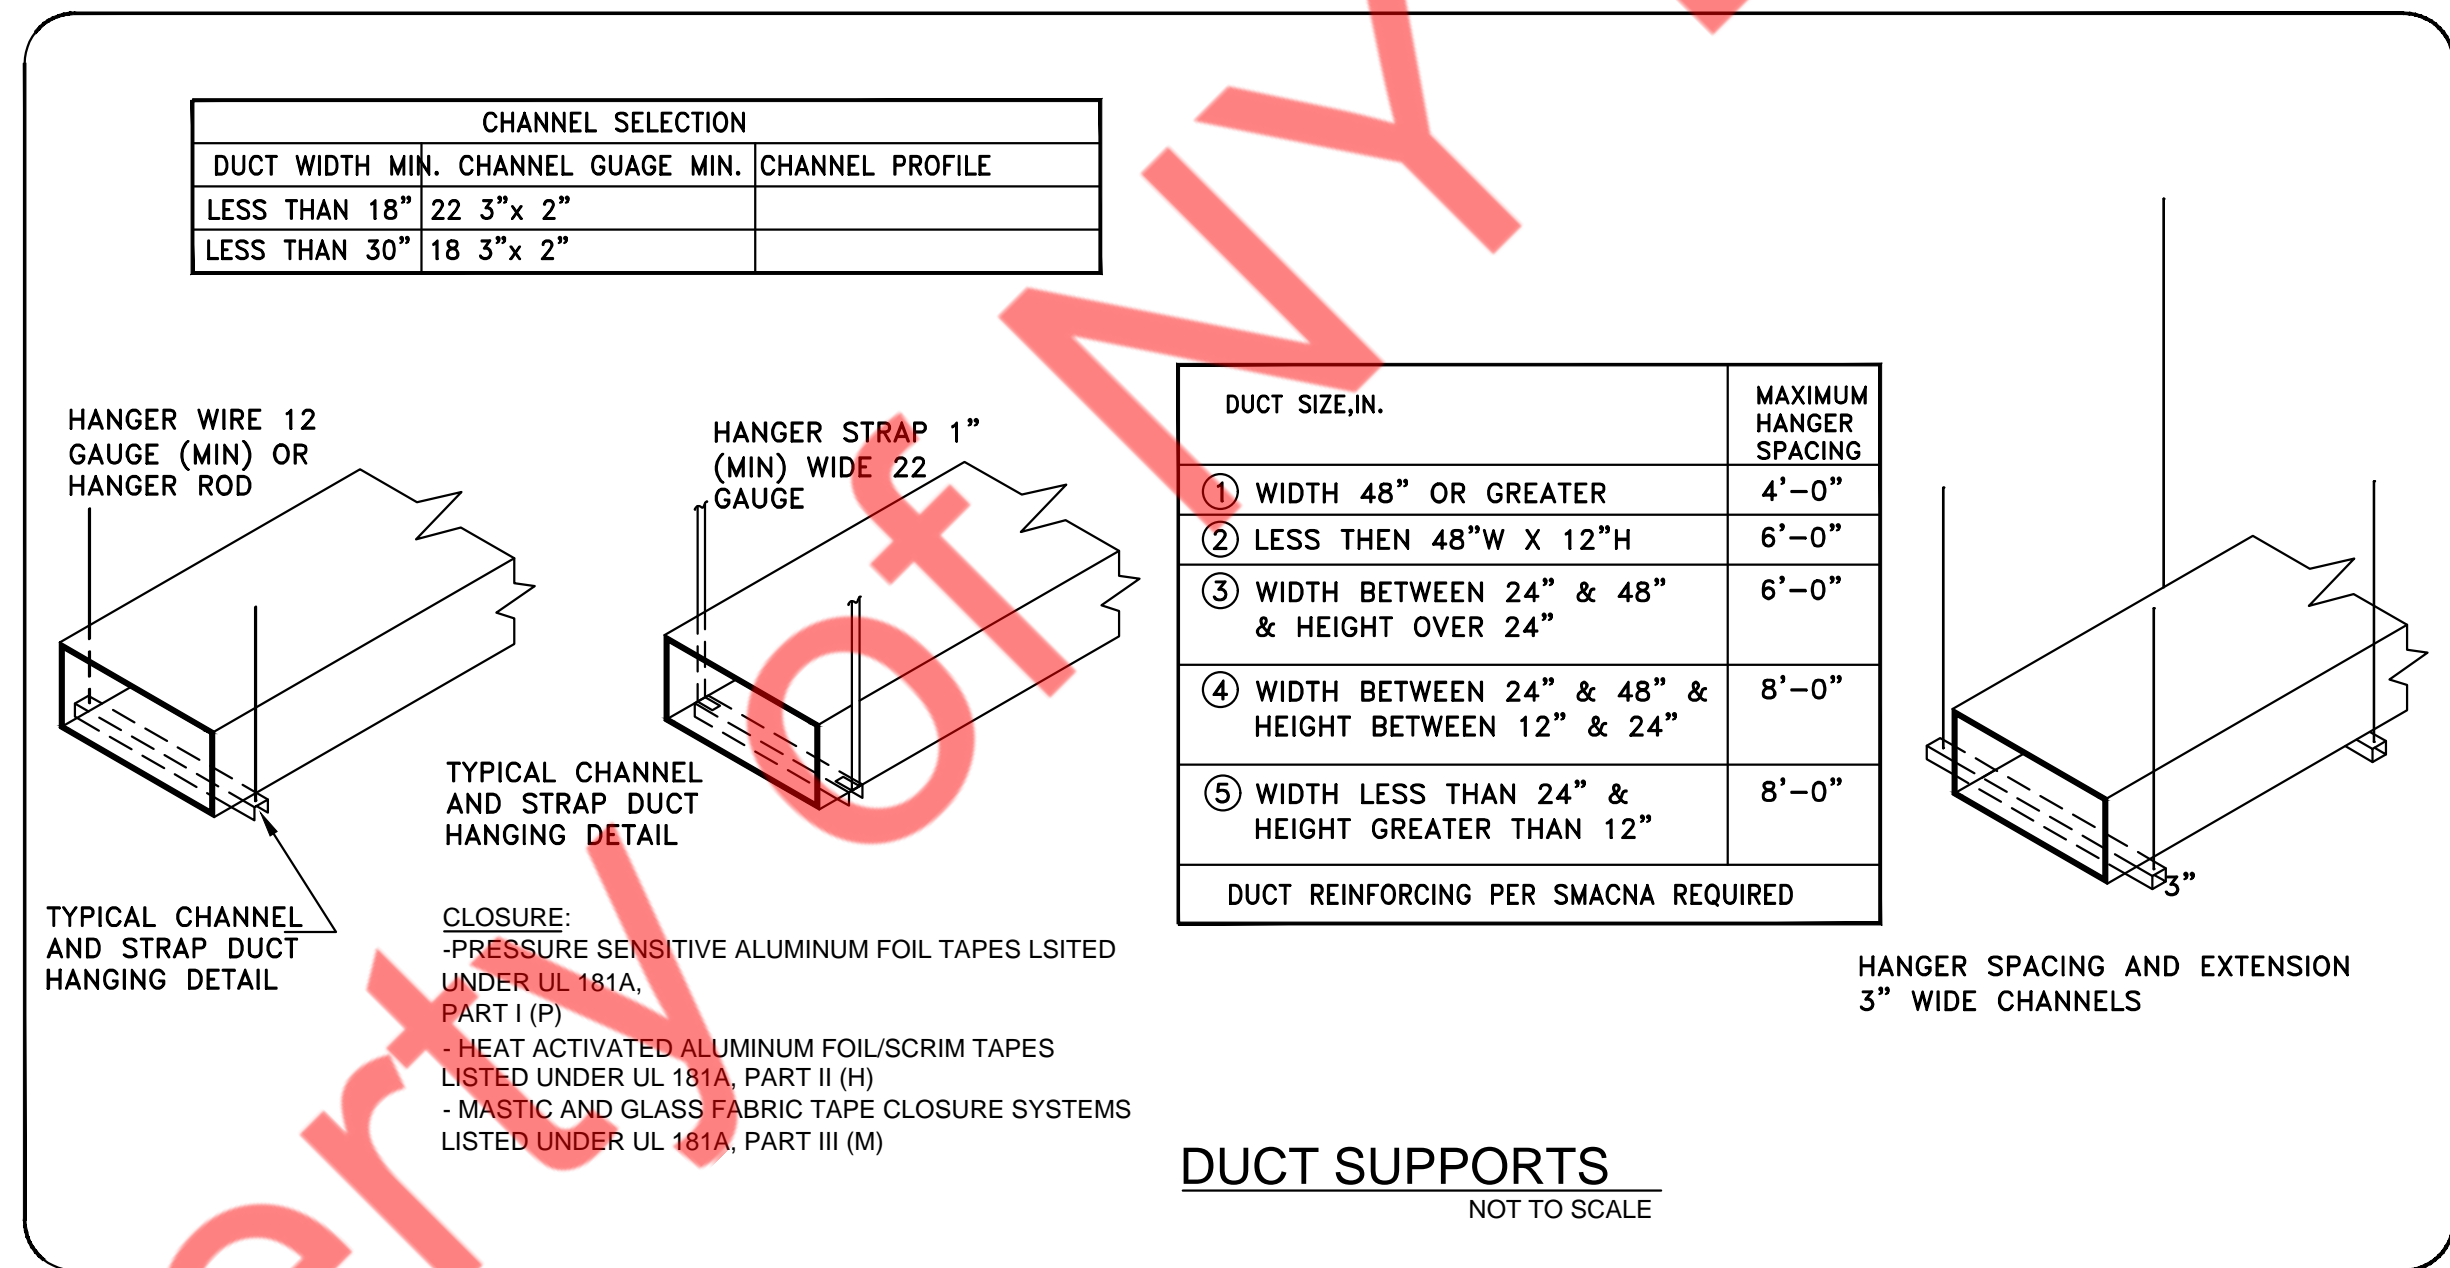 CHANNEL SELECTION
DUCT WIDTH MIN. CHANNEL GUAGE MIN. CHANNEL PROFILE
LESS THAN 18" 22 3"x 2"
LESS THAN 30" 18 3"x 2"
HANGER WIRE 12
GAUGE (MIN) OR
HANGER ROD
HANGER STRAP 1"
(MIN) WIDE 22
GAUGE
TYPICAL CHANNEL
AND STRAP DUCT
HANGING DETAIL
TYPICAL CHANNEL
AND STRAP DUCT
HANGING DETAIL
CLOSURE:
-PRESSURE SENSITIVE ALUMINUM FOIL TAPES LSITED
UNDER UL 181A,
PART I (P)
- HEAT ACTIVATED ALUMINUM FOIL/SCRIM TAPES
LISTED UNDER UL 181A, PART II (H)
- MASTIC AND GLASS FABRIC TAPE CLOSURE SYSTEMS
LISTED UNDER UL 181A, PART III (M)
DUCT SIZE,IN.
MAXIMUM
HANGER
SPACING
1 WIDTH 48" OR GREATER 4'-0"
2 LESS THEN 48"W X 12"H 6'-0"
3 WIDTH BETWEEN 24" & 48" 6'-0"
& HEIGHT OVER 24"
4 WIDTH BETWEEN 24" & 48" & 8'-0"
HEIGHT BETWEEN 12" & 24"
5 WIDTH LESS THAN 24" & 8'-0"
HEIGHT GREATER THAN 12"
DUCT REINFORCING PER SMACNA REQUIRED
3"
HANGER SPACING AND EXTENSION
3" WIDE CHANNELS
DUCT SUPPORTS
NOT TO SCALE
erty of NY